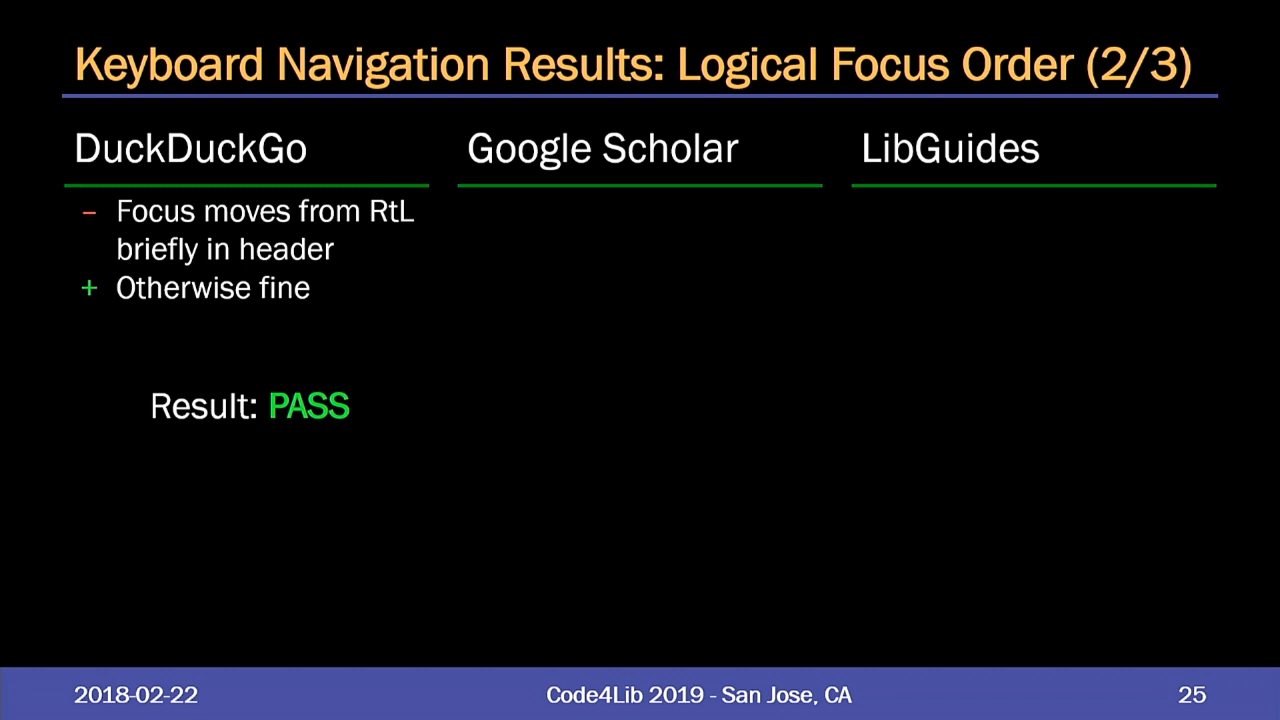 Keyboard Navigation Results: Logical Focus Order (2/3)
DuckDuckGo
– Focus moves from RtL
briefly in header
+ Otherwise fine
Result: PASS
Google Scholar
LibGuides
2018-02-22
Code4Lib 2019 - San Jose, CA
25